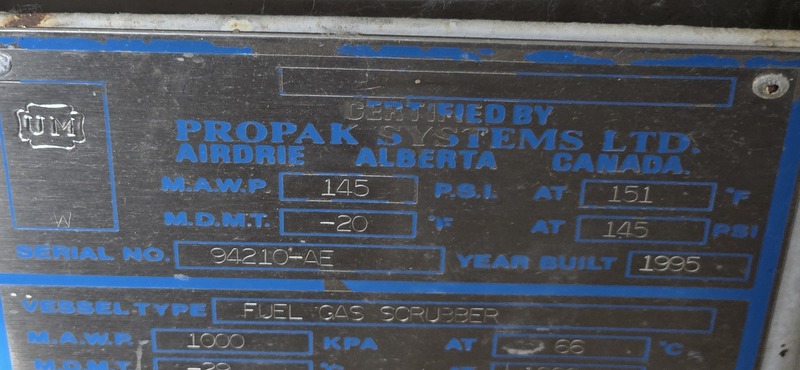 CERTIFIED BY
UM
PROPAK SYSTEMS LTD.
AIRDRIE ALBERTA CANADA.
M.A.W.P. 145 P.S.I. AT 151 °F
W
M.D.M.T. -20 °F AT 145 PSI
SERIAL NO. 94210-AE YEAR BUILT 1995
VESSEL TYPE FUEL GAS SCRUBBER
M.A.W.P. 1000 KPA AT 66 °C
M.D.M.T.